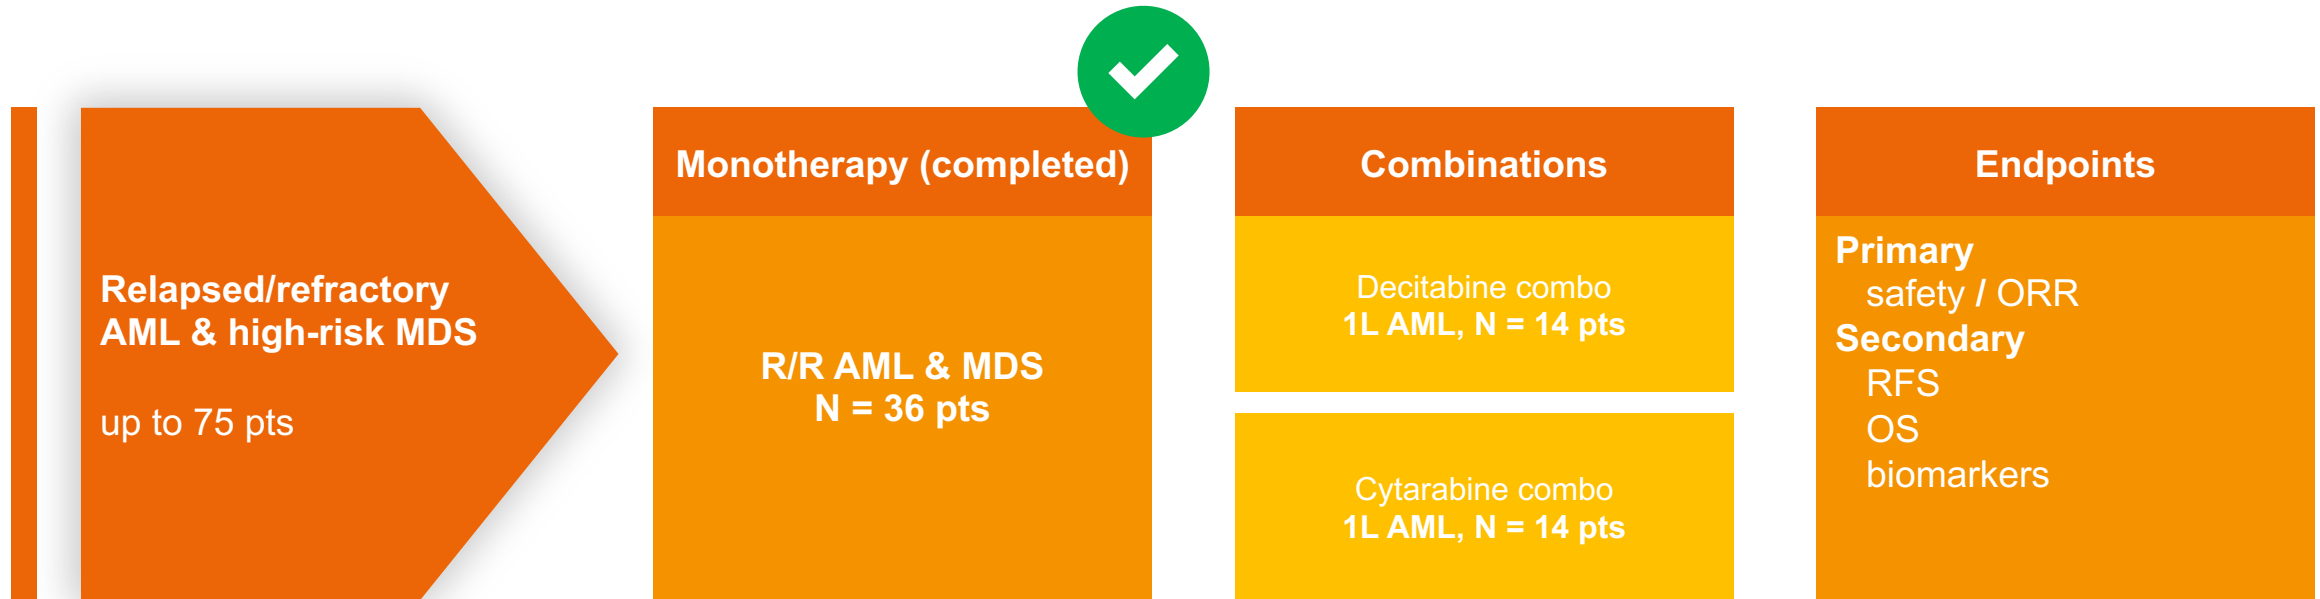 Relapsed/refractory
AML & high-risk MDS
up to 75 pts
Monotherapy (completed)
R/R AML & MDS
N = 36 pts
Combinations
Decitabine combo
1L AML, N = 14 pts
Cytarabine combo
1L AML, N = 14 pts
Endpoints
Primary
safety / ORR
Secondary
RFS
OS
biomarkers